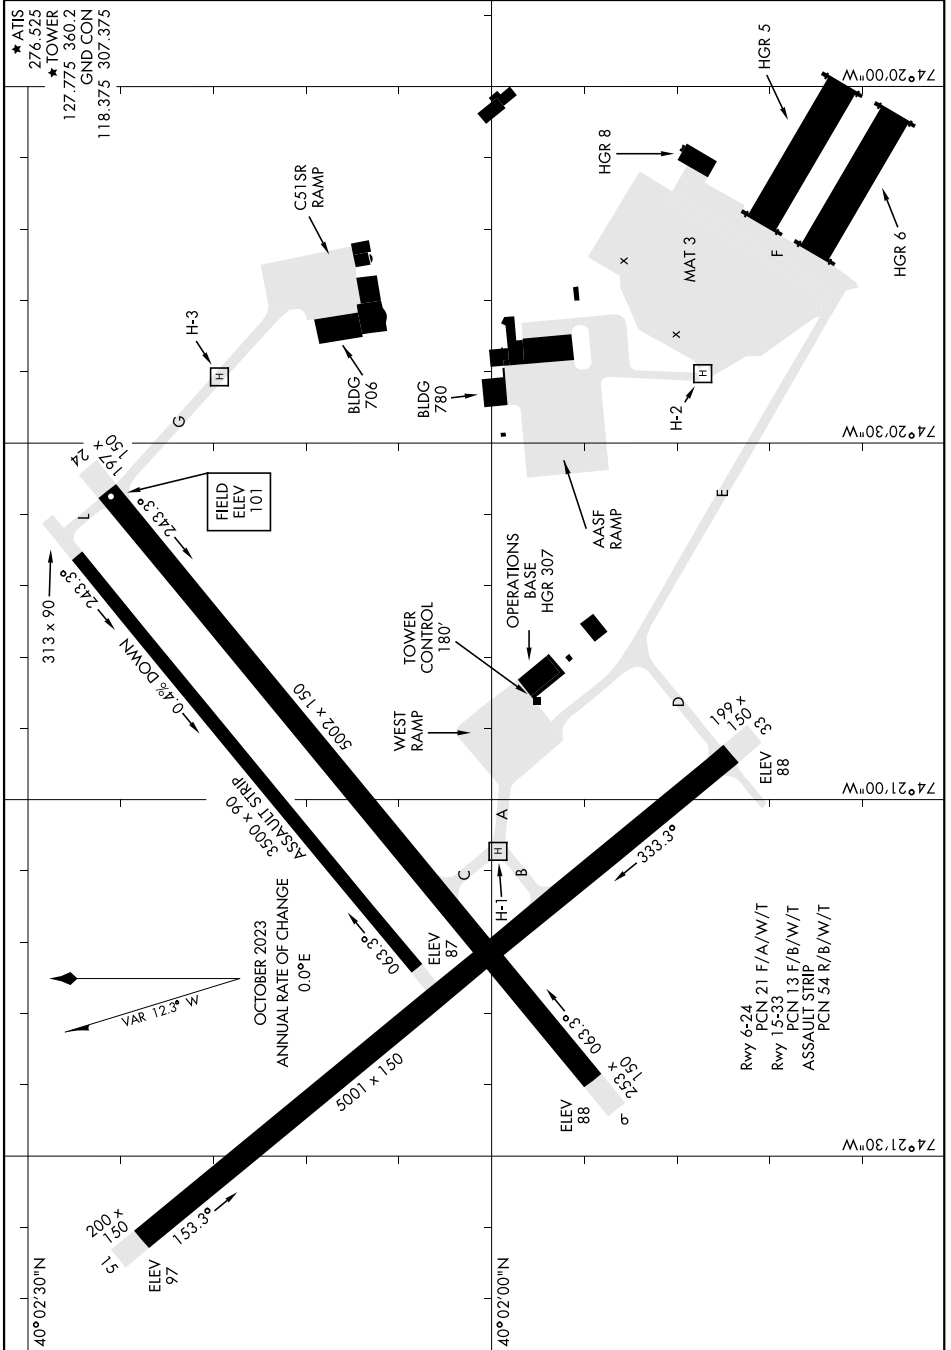 ★ ATIS
276.525
★ TOWER
127.775 360.2
GND CON
118.375 307.375
74°20'00"W
HGR 5
HGR 8
HGR 6
C51SR
RAMP
MAT 3
F
x
x
H-3
H
BLDG
706
BLDG
780
H-2
H
G
74°20'30"W
197 x
150
24
L
243.3°
FIELD
ELEV
101
E
AASF
RAMP
313 x 90
243.3°
0.4% DOWN
OPERATIONS
BASE
HGR 307
TOWER
CONTROL
180'
5002 x 150
WEST
RAMP
D
199 x
150
33
ELEV
88
74°21'00"W
ASSAULT STRIP
3500 x 90
A
H
C
B
H-1
333.3°
063.3°
ELEV
87
OCTOBER 2023
ANNUAL RATE OF CHANGE
0.0°E
VAR 12.3° W
5001 x 150
063.3°
253 x
150
6
ELEV
88
Rwy 6-24
PCN 21 F/A/W/T
Rwy 15-33
PCN 13 F/B/W/T
ASSAULT STRIP
PCN 54 R/B/W/T
74°21'30"W
153.3°
200 x
150
15
ELEV
97
40°02'30"N
40°02'00"N